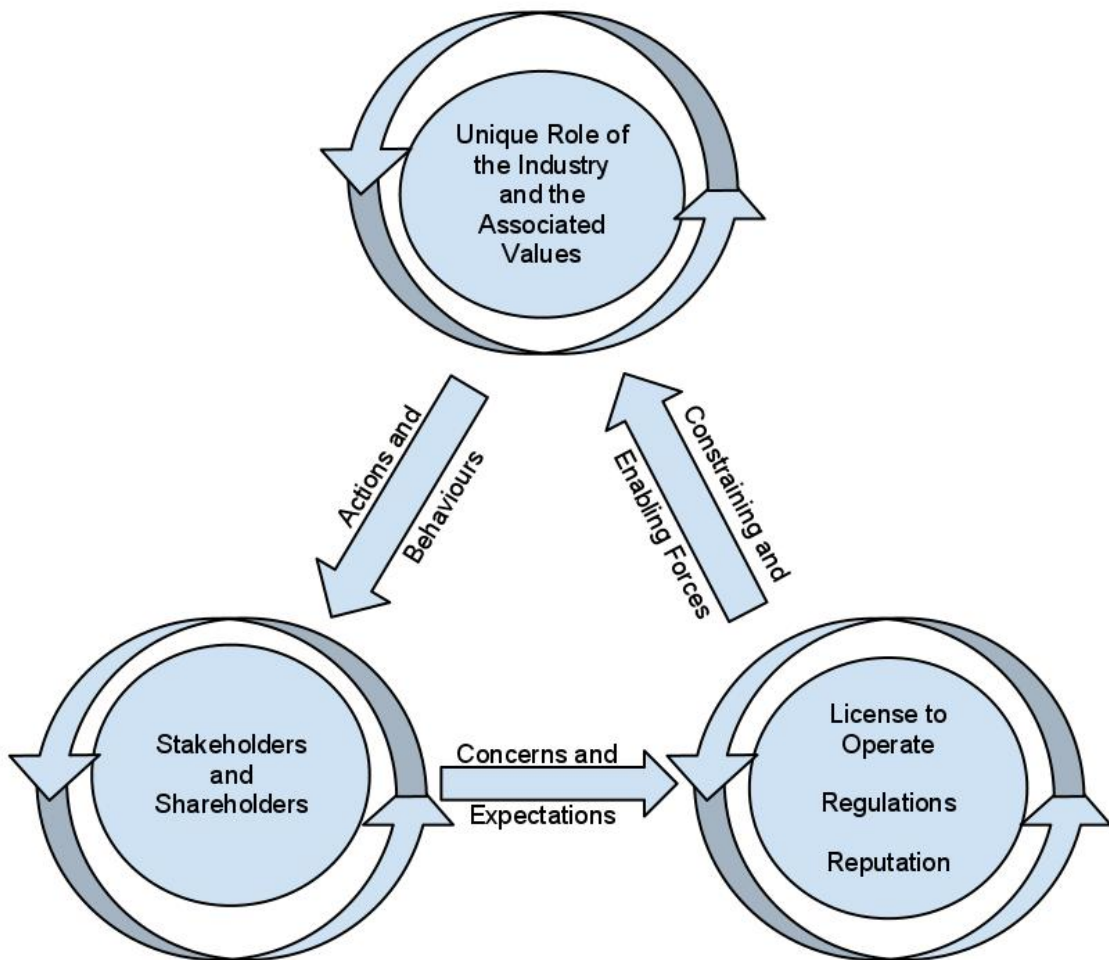 Unique Role of
the Industry
and the
Associated
Values
Actions and
Behaviours
Constraining and
Enabling Forces
Stakeholders
and
Shareholders
Concerns and
Expectations
License to
Operate
Regulations
Reputation